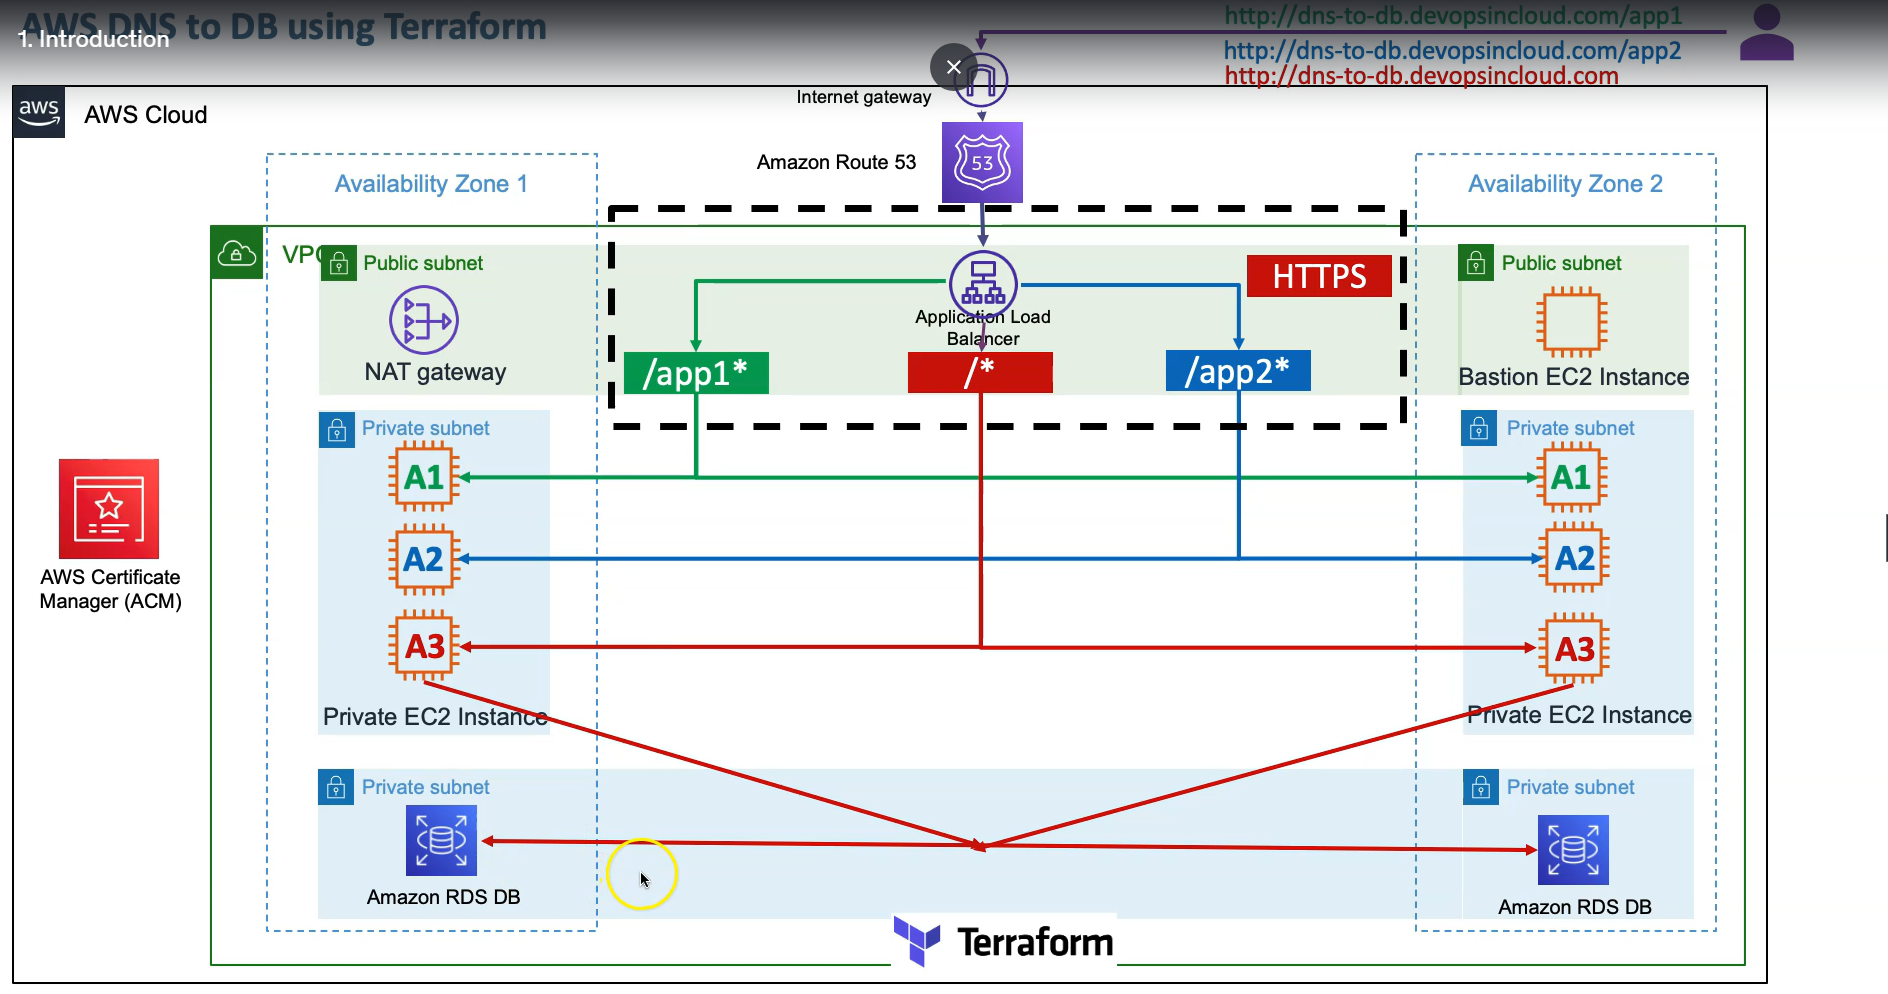 AWS DNS to DB using Terraform
1. Introduction
http://dns-to-db.devopsincloud.com/app1
http://dns-to-db.devopsincloud.com/app2
http://dns-to-db.devopsincloud.com
Internet gateway
aws
AWS Cloud
Amazon Route 53
53
Availability Zone 1
Availability Zone 2
VPC
Public subnet
NAT gateway
HTTPS
Application Load
Balancer
/app1*
/*
/app2*
Public subnet
Bastion EC2 Instance
Private subnet
A1
A2
A3
Private EC2 Instance
Private subnet
A1
A2
A3
Private EC2 Instance
AWS Certificate
Manager (ACM)
Private subnet
Amazon RDS DB
Private subnet
Amazon RDS DB
Terraform